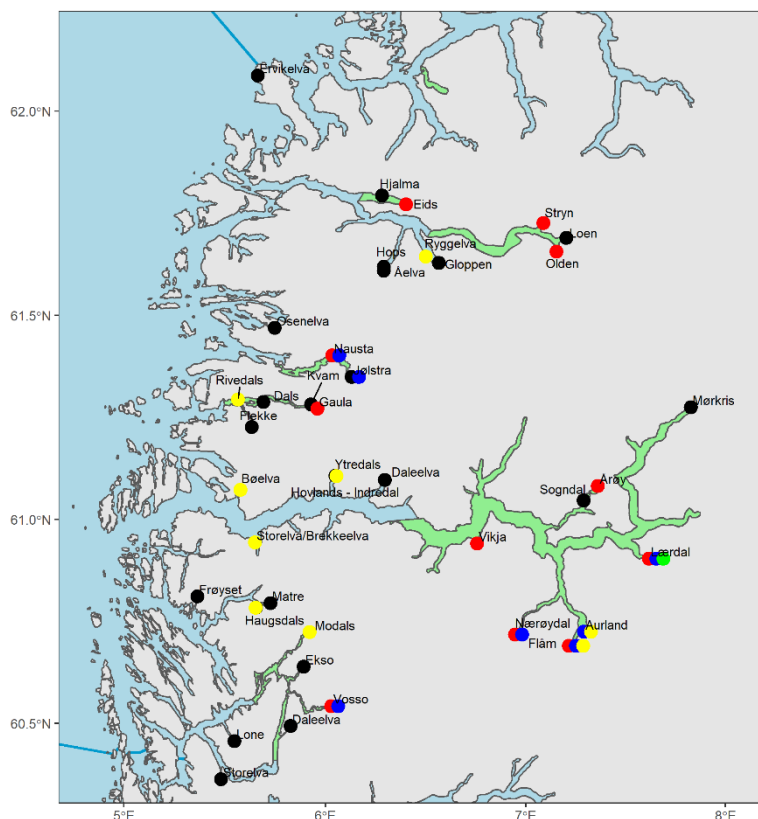 Ervikelva
62.0°N
Hjalma
Eids
Stryn
Loen
Ryggelva
Hops
Gloppen
Olden
Åelva
61.5°N
Osenelva
Nausta
Kvam
Jølstra
Rivedals
Dals
Gaula
Mørkris
Flekke
Ytredals
Daleelva
Bøelva
Årøy
Sogndal
Hovlands - Indredal
61.0°N
Storelva/Brekkeelva
Vikja
Lærdal
Frøyset
Matre
Haugsdals
Modals
Nærøydal
Aurland
Flåm
Ekso
Vosso
60.5°N
Daleelva
Lone
Storelva
5°E
6°E
7°E
8°E